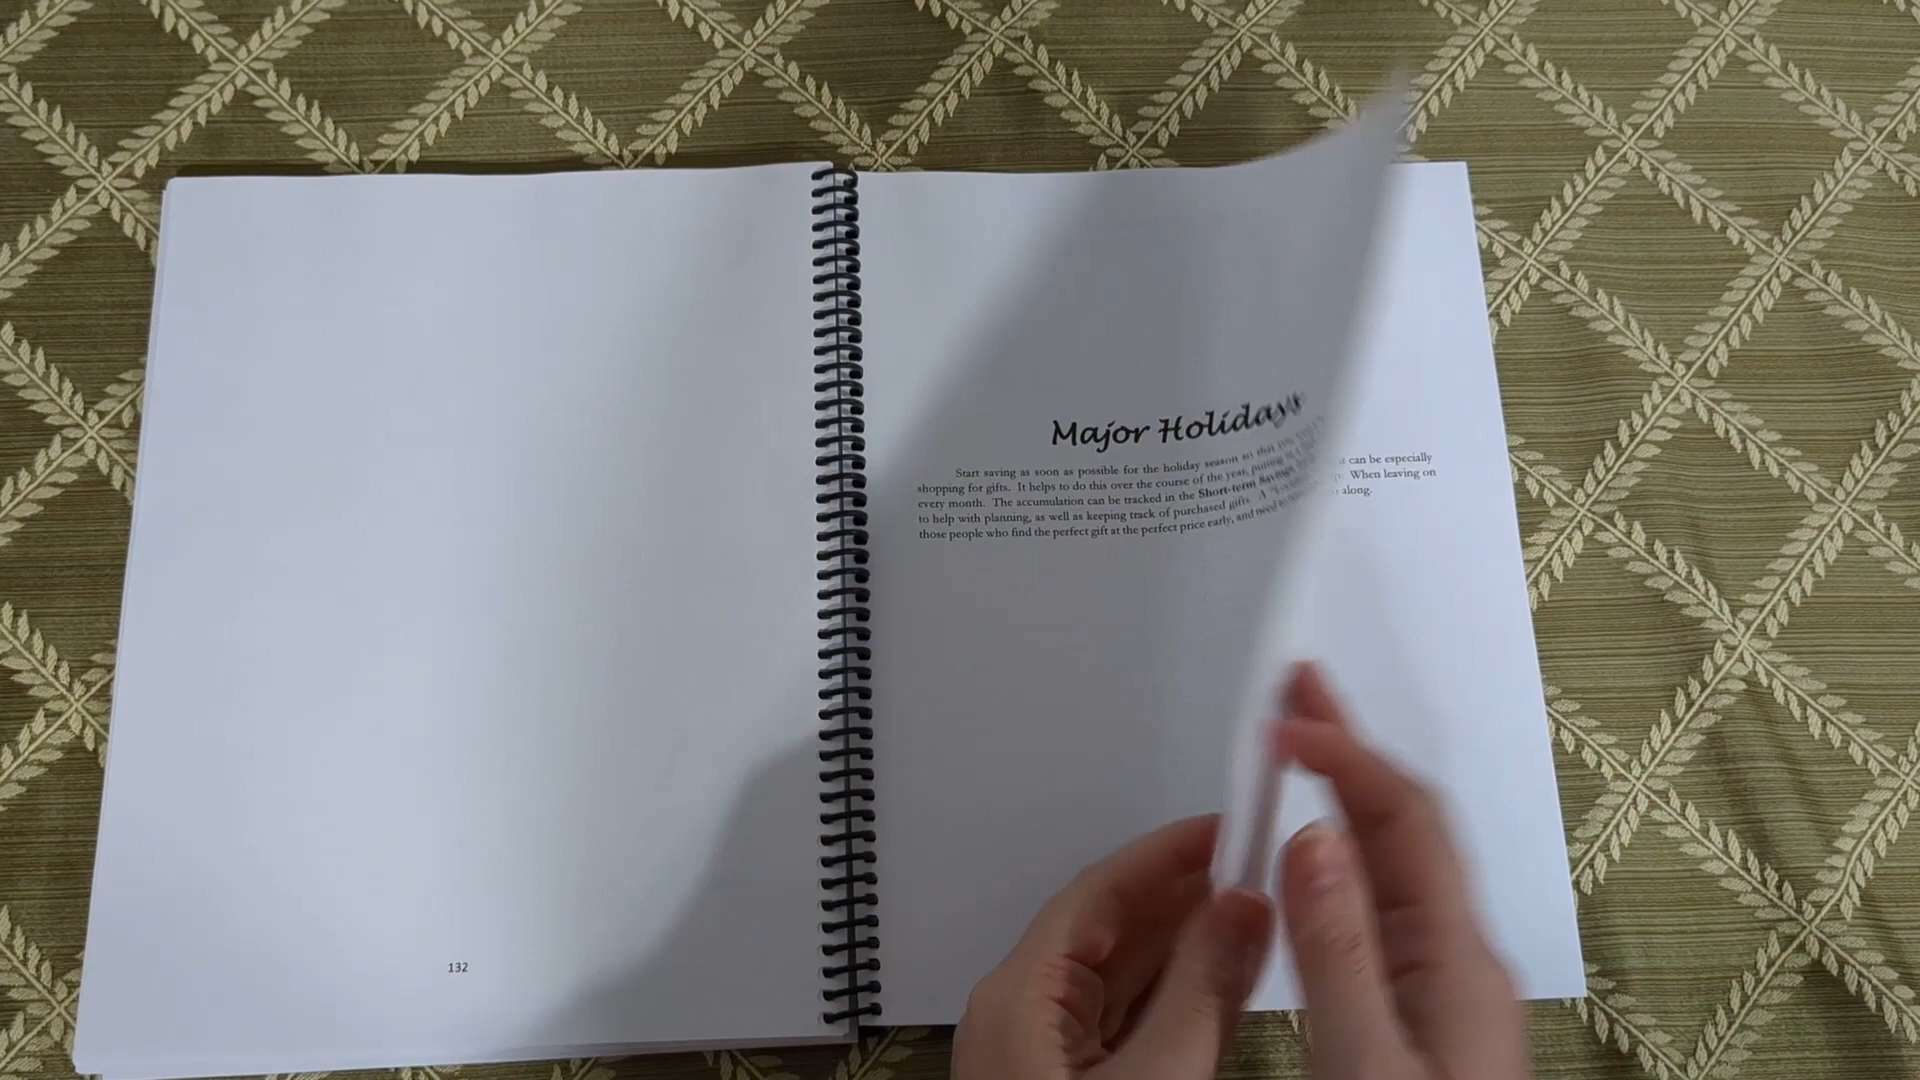 132
Major Holidays
Start saving as soon as possible for the holiday season so that you
shopping for gifts. It helps to do this over the course of the year, putting
every month. The accumulation can be tracked in the Short-term Savings
to help with planning, as well as keeping track of purchased gifts. A
those people who find the perfect gift at the perfect price early, and need
can be especially
When leaving on
along.